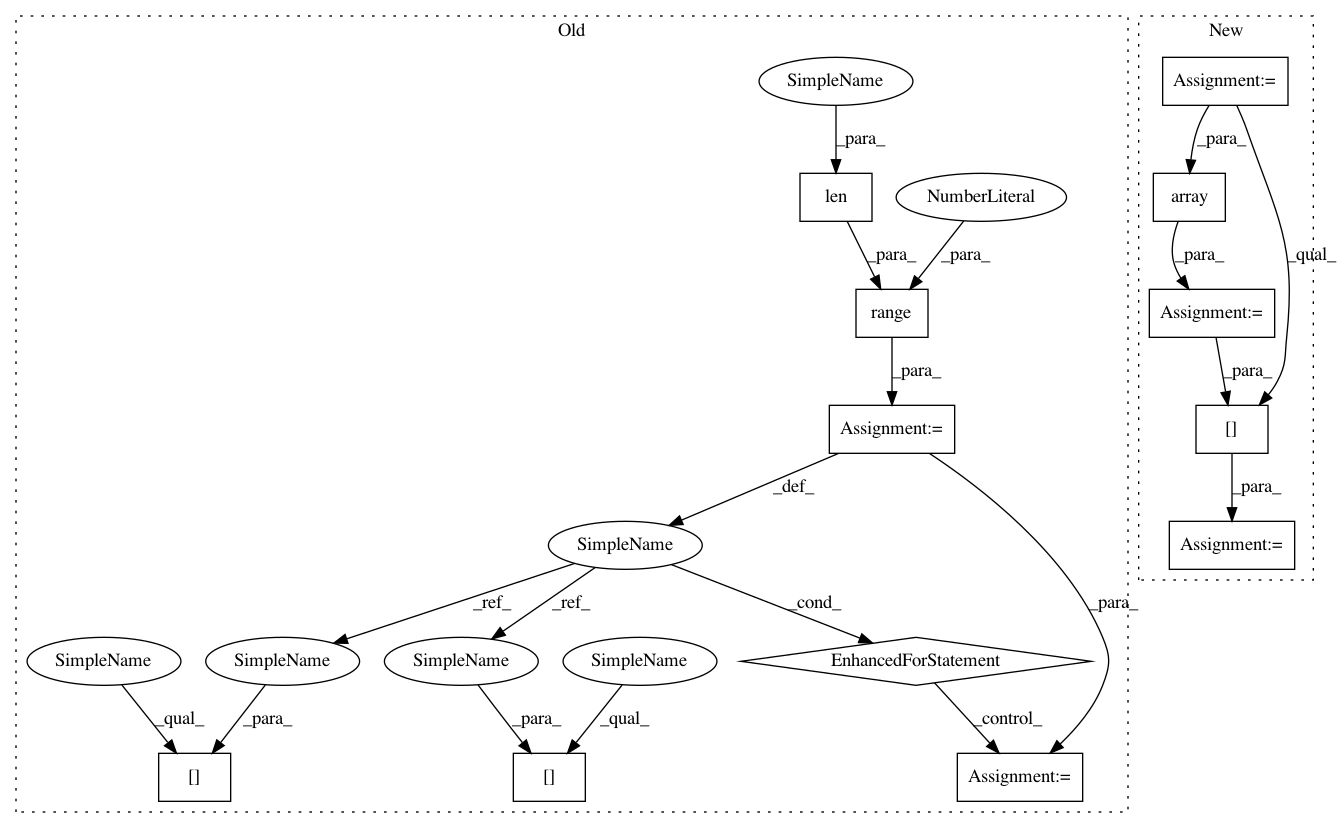 Old
New
SimpleName
Assignment:=
_para_
_para_
len
NumberLiteral
array
_para_
_para_
_para_
_qual_
range
Assignment:=
_para_
_para_
Assignment:=
[]
_def_
_para_
SimpleName
Assignment:=
_ref_
_ref_
_cond_
_para_
SimpleName
SimpleName
SimpleName
SimpleName
EnhancedForStatement
_qual_
_para_
_para_
_qual_
_control_
[]
[]
Assignment:=